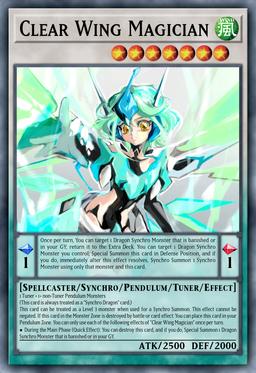 CLEAR WING MAGICIAN 嵐
Once per turn, You can target 1 Dragon Synchro Monster that is banished or
in your GY; return it to the Extra Deck. You can target 1 Dragon Synchro
Monster you control; Special Summon this card in Defense Position, and if
you do, immediately after this effect resolves, Synchro Summon 1 Synchro
Monster using only that monster and this card.
1 1
[SPELLCASTER/SYNCHRO/PENDULUM/TUNER/EFFECT]
1 Tuner + 1+ non-Tuner Pendulum Monsters
(This card is always treated as a "Synchro Dragon" card.)
This card can be treated as a Level 1 monster when used for a Synchro Summon. This effect cannot be
negated. If this card in the Monster Zone is destroyed by battle or card effect: You can place this card in your
Pendulum Zone. You can only use each of the following effects of "Clear Wing Magician" once per turn.
● During the Main Phase (Quick Effect): You can destroy this card, and if you do, Special Summon 1 Dragon
Synchro Monster that is banished or in your GY.
ATK/2500 DEF/2000